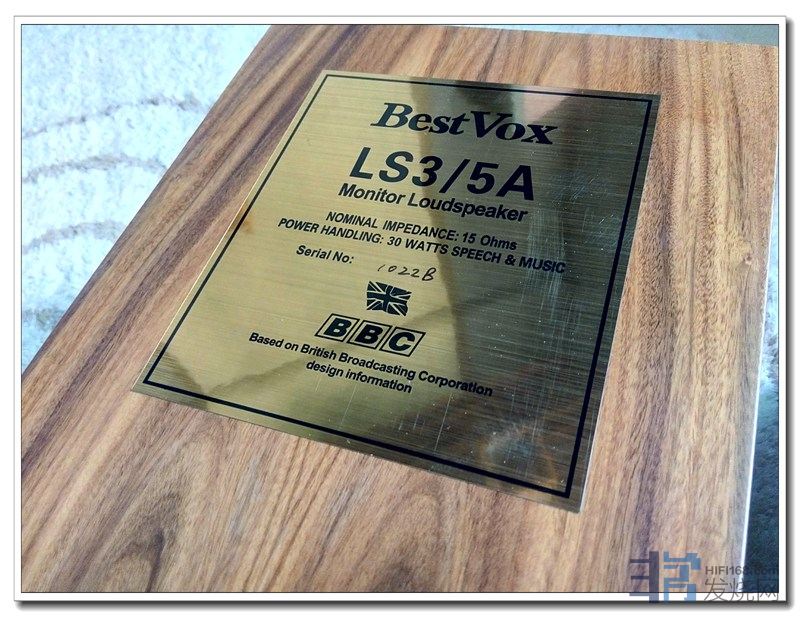 BestVox
LS3/5A
Monitor Loudspeaker
NOMINAL IMPEDANCE: 15 Ohms
POWER HANDLING: 30 WATTS SPEECH & MUSIC
Serial No: 1022B
BBC
Based on British Broadcasting Corporation
design information
发烧网